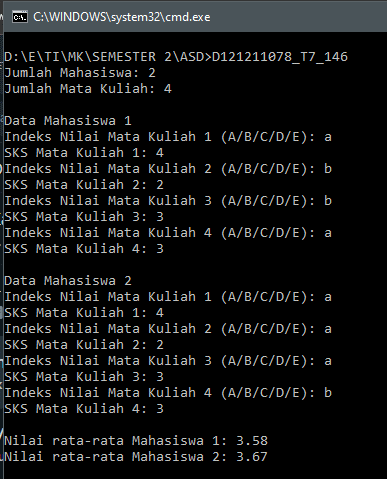 C:\WINDOWS\system32\cmd.exe
D:\E\TI\MK\SEMESTER 2\ASD>D121211078_T7_146
Jumlah Mahasiswa: 2
Jumlah Mata Kuliah: 4
Data Mahasiswa 1
Indeks Nilai Mata Kuliah 1 (A/B/C/D/E): a
SKS Mata Kuliah 1: 4
Indeks Nilai Mata Kuliah 2 (A/B/C/D/E): b
SKS Mata Kuliah 2: 2
Indeks Nilai Mata Kuliah 3 (A/B/C/D/E): b
SKS Mata Kuliah 3: 3
Indeks Nilai Mata Kuliah 4 (A/B/C/D/E): a
SKS Mata Kuliah 4: 3
Data Mahasiswa 2
Indeks Nilai Mata Kuliah 1 (A/B/C/D/E): a
SKS Mata Kuliah 1: 4
Indeks Nilai Mata Kuliah 2 (A/B/C/D/E): a
SKS Mata Kuliah 2: 2
Indeks Nilai Mata Kuliah 3 (A/B/C/D/E): a
SKS Mata Kuliah 3: 3
Indeks Nilai Mata Kuliah 4 (A/B/C/D/E): b
SKS Mata Kuliah 4: 3
Nilai rata-rata Mahasiswa 1: 3.58
Nilai rata-rata Mahasiswa 2: 3.67